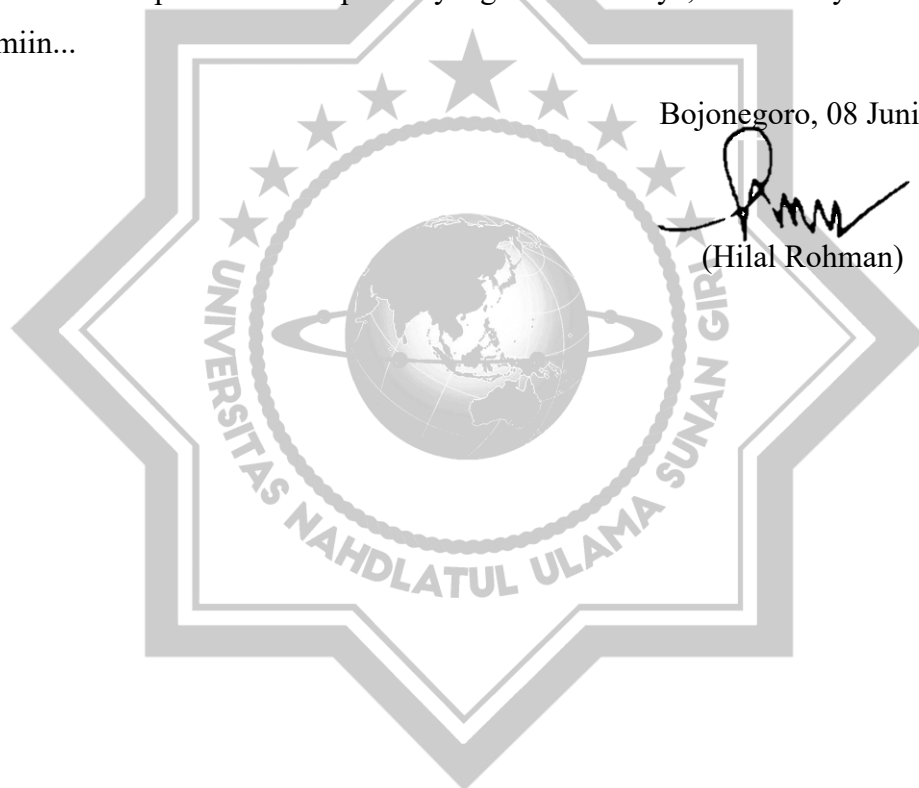 miin...
Bojonegoro, 08 Juni
(Hilal Rohman)
UNIVERSITAS NAHDLATUL ULAMA SUNAN GIRI